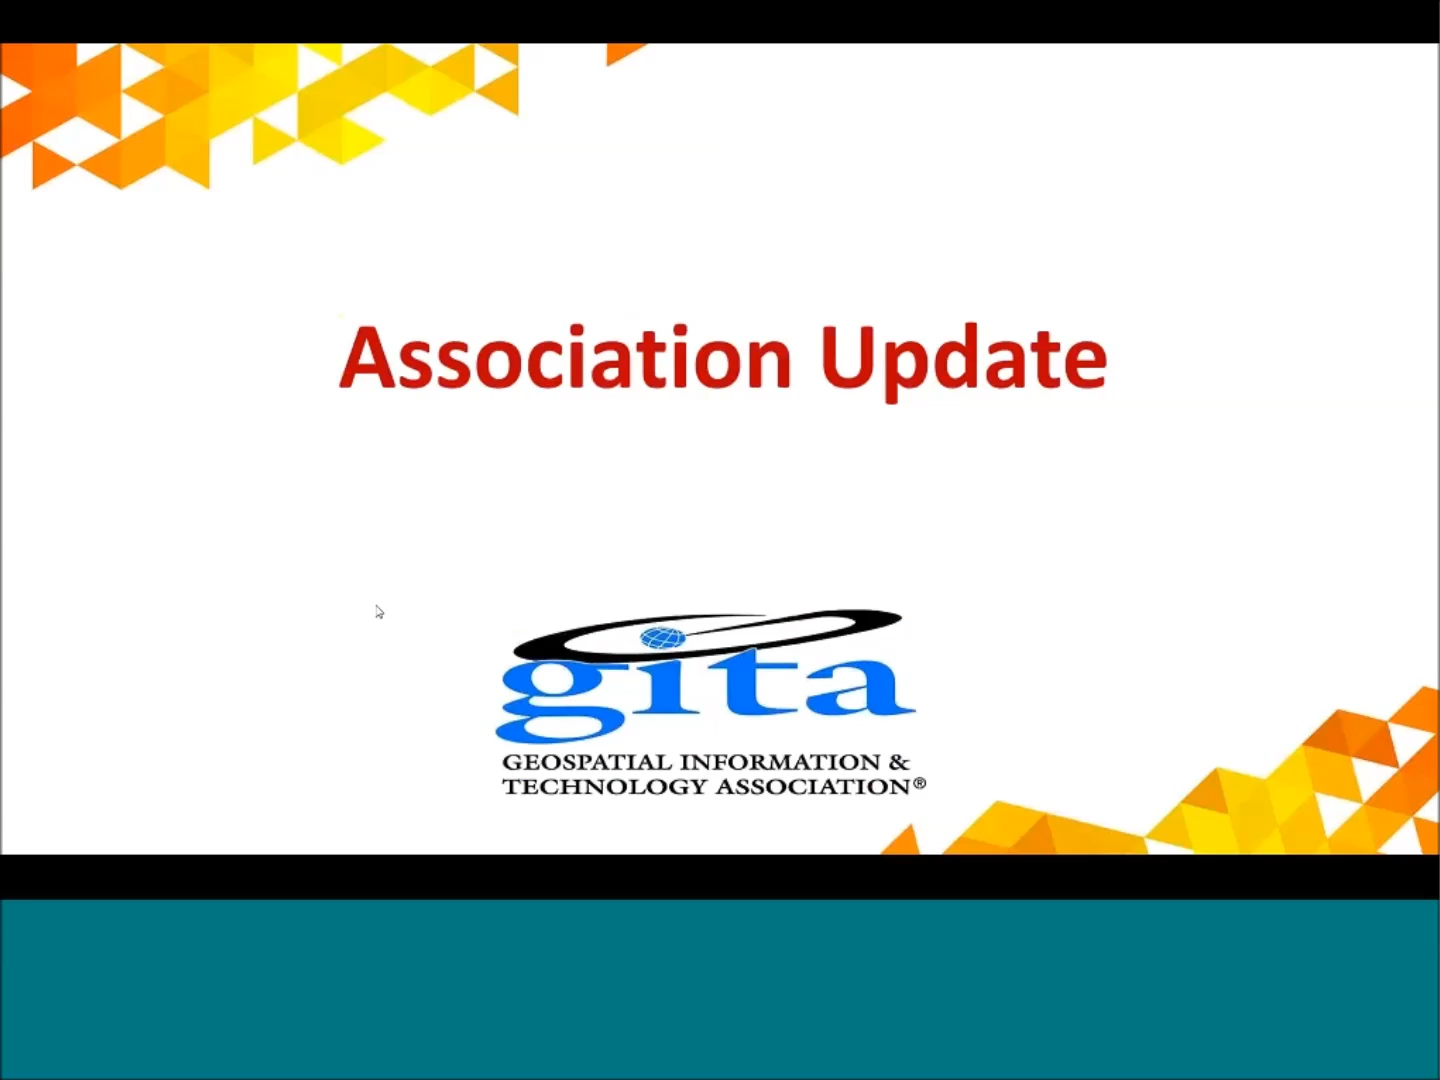 Association Update
gita
GEOSPATIAL INFORMATION &
TECHNOLOGY ASSOCIATION®